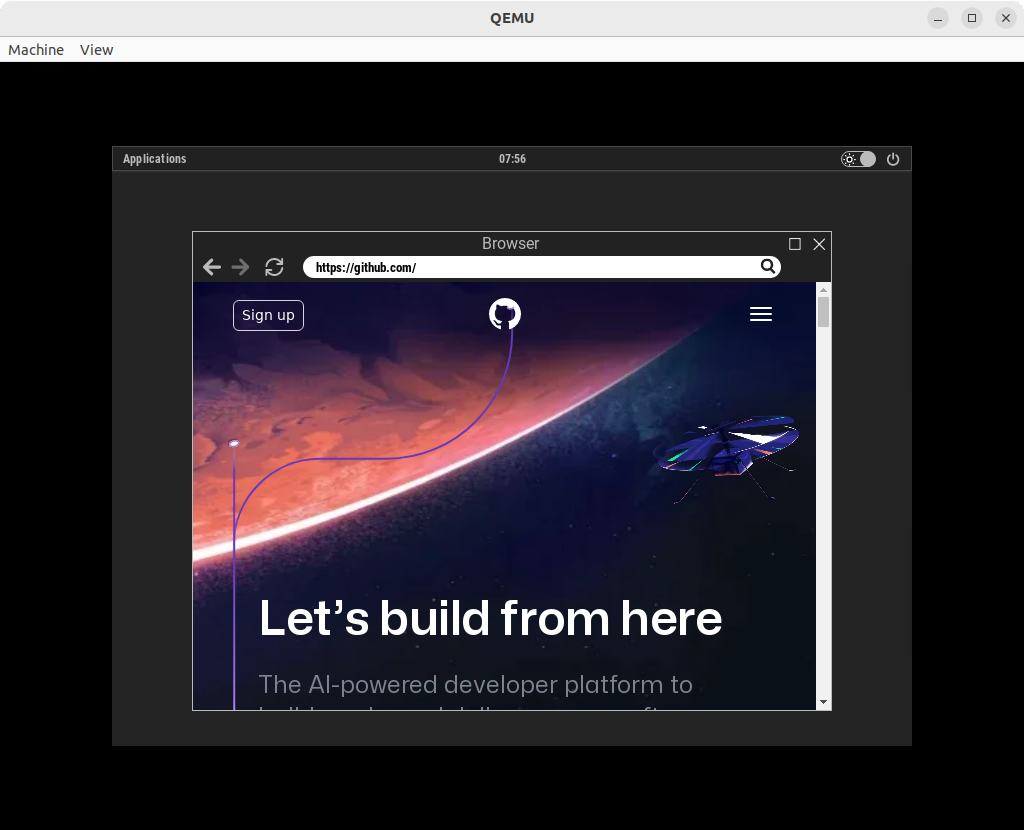 QEMU
Machine View
Applications 07:56
Browser
https://github.com/
Sign up
Let's build from here
The AI-powered developer platform to